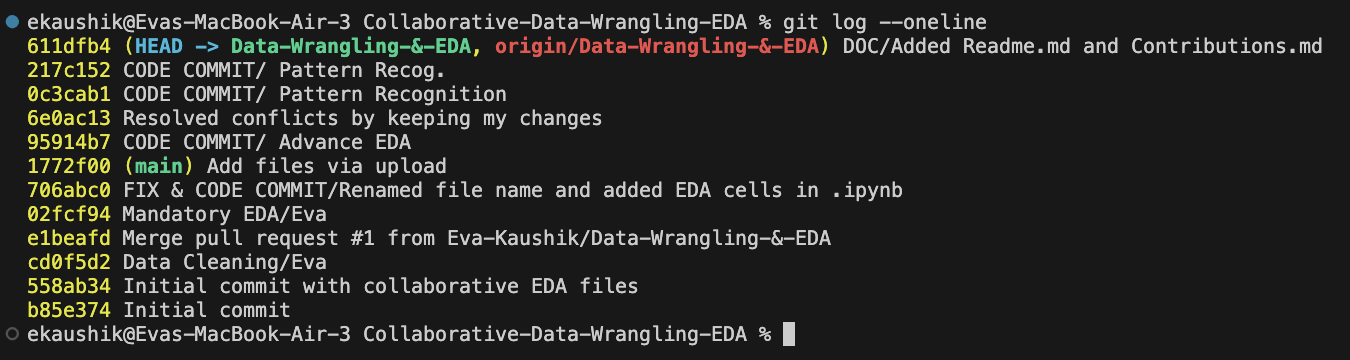 ekaushik@Evas-MacBook-Air-3 Collaborative-Data-Wrangling-EDA % git log --oneline
611dfb4 (HEAD -> Data-Wrangling-&-EDA, origin/Data-Wrangling-&-EDA) DOC/Added Readme.md and Contributions.md
217c152 CODE COMMIT/ Pattern Recog.
0c3cab1 CODE COMMIT/ Pattern Recognition
6e0ac13 Resolved conflicts by keeping my changes
95914b7 CODE COMMIT/ Advance EDA
1772f00 (main) Add files via upload
706abc0 FIX & CODE COMMIT/Renamed file name and added EDA cells in .ipynb
02fcf94 Mandatory EDA/Eva
e1beafd Merge pull request #1 from Eva-Kaushik/Data-Wrangling-&-EDA
cd0f5d2 Data Cleaning/Eva
558ab34 Initial commit with collaborative EDA files
b85e374 Initial commit
ekaushik@Evas-MacBook-Air-3 Collaborative-Data-Wrangling-EDA %